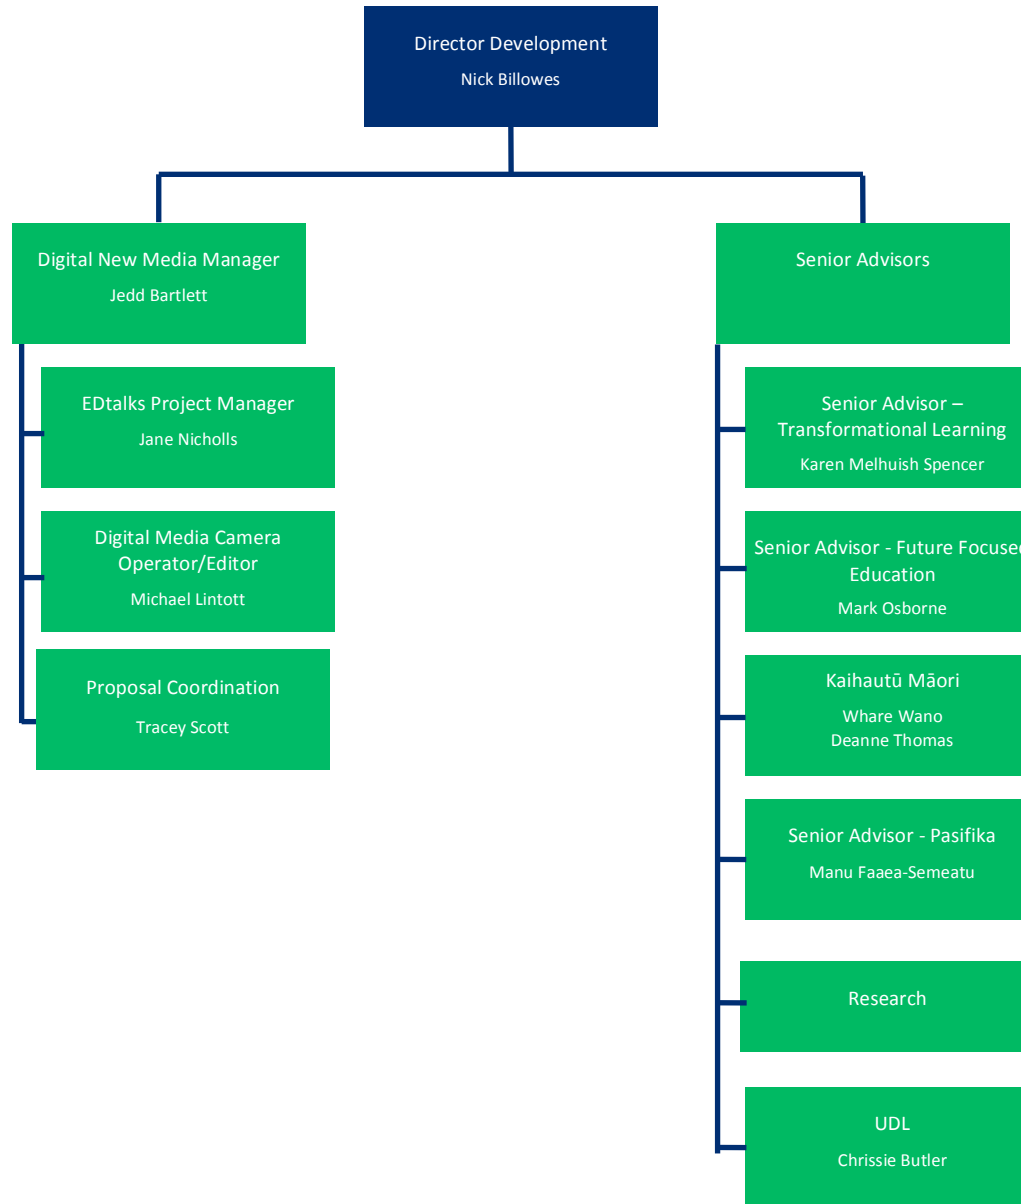 Director Development
Nick Billowes
Digital New Media Manager
Jedd Bartlett
EDtalks Project Manager
Jane Nicholls
Digital Media Camera
Operator/Editor
Michael Lintott
Proposal Coordination
Tracey Scott
Senior Advisors
Senior Advisor –
Transformational Learning
Karen Melhuish Spencer
Senior Advisor - Future Focused
Education
Mark Osborne
Kaihautū Māori
Whare Wano
Deanne Thomas
Senior Advisor - Pasifika
Manu Faaea-Semeatu
Research
UDL
Chrissie Butler